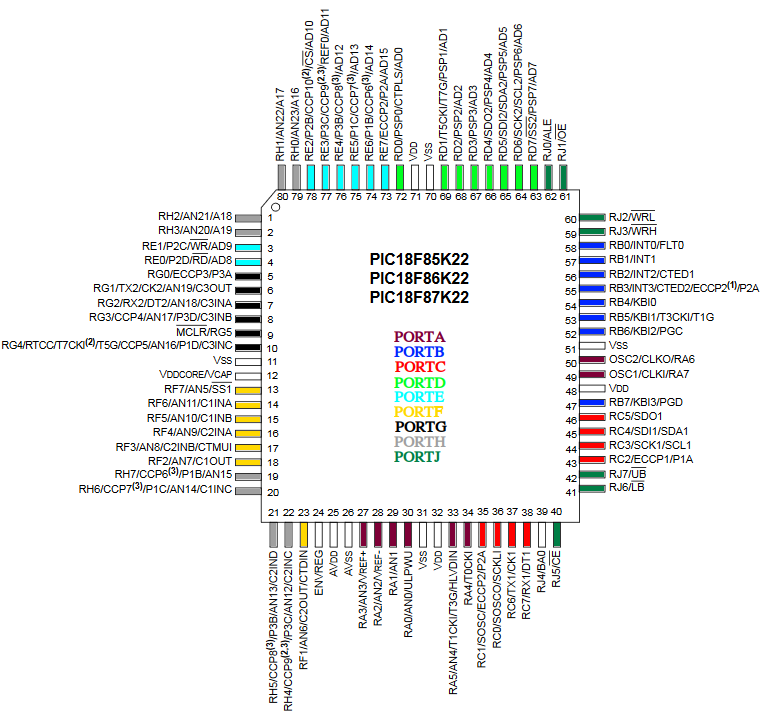 RH1/AN22/A17
RH0/AN23/A16
RE2/P2B/CCP10(2)/CS/AD10
RE3/P3C/CCP9(2,3)/REF0/AD11
RE4/P3B/CCP8(3)/AD12
RE5/P1C/CCP7(3)/AD13
RE6/P1B/CCP6(3)/AD14
RE7/ECCP2/P2A/AD15
RD0/PSP0/CTPLS/AD0
VDD
VSS
RD1/T5CKI/T7G/PSP1/AD1
RD2/PSP2/AD2
RD3/PSP3/AD3
RD4/SDO2/PSP4/AD4
RD5/SDI2/SDA2/PSP5/AD5
RD6/SCK2/SCL2/PSP6/AD6
RD7/SS2/PSP7/AD7
RJ0/ALE
RJ1/OE
80 79 78 77 76 75 74 73 72 71 70 69 68 67 66 65 64 63 62 61
RH2/AN21/A18 1
RH3/AN20/A19 2
RE1/P2C/WR/AD9 3
RE0/P2D/RD/AD8 4
RG0/ECCP3/P3A 5
RG1/TX2/CK2/AN19/C3OUT 6
RG2/RX2/DT2/AN18/C3INA 7
RG3/CCP4/AN17/P3D/C3INB 8
MCLR/RG5 9
RG4/RTCC/T7CKI(2)/T5G/CCP5/AN16/P1D/C3INC 10
VSS 11
VDDCORE/VCAP 12
RF7/AN5/SS1 13
RF6/AN11/C1INA 14
RF5/AN10/C1INB 15
RF4/AN9/C2INA 16
RF3/AN8/C2INB/CTMUI 17
RF2/AN7/C1OUT 18
RH7/CCP6(3)/P1B/AN15 19
RH6/CCP7(3)/P1C/AN14/C1INC 20
PIC18F85K22
PIC18F86K22
PIC18F87K22
PORTA
PORTB
PORTC
PORTD
PORTE
PORTF
PORTG
PORTH
PORTJ
60 RJ2/WRL
59 RJ3/WRH
58 RB0/INT0/FLT0
57 RB1/INT1
56 RB2/INT2/CTED1
55 RB3/INT3/CTED2/ECCP2(1)/P2A
54 RB4/KBI0
53 RB5/KBI1/T3CKI/T1G
52 RB6/KBI2/PGC
51 VSS
50 OSC2/CLKO/RA6
49 OSC1/CLKI/RA7
48 VDD
47 RB7/KBI3/PGD
46 RC5/SDO1
45 RC4/SDI1/SDA1
44 RC3/SCK1/SCL1
43 RC2/ECCP1/P1A
42 RJ7/UB
41 RJ6/LB
21 22 23 24 25 26 27 28 29 30 31 32 33 34 35 36 37 38 39 40
RH5/CCP8(3)/P3B/AN13/C2IND
RH4/CCP9(2,3)/P3C/AN12/C2INC
RF1/AN6/C2OUT/CTDIN
ENVREG
AVDD
AVSS
RA3/AN3/VREF+
RA2/AN2/VREF-
RA1/AN1
RA0/AN0/ULPWU
VSS
VDD
RA5/AN4/T1CKI/T3G/HLVDIN
RA4/T0CKI
RC1/SOSC/ECCP2/P2A
RC0/SOSCO/SCKLI
RC6/TX1/CK1
RC7/RX1/DT1
RJ4/BA0
RJ5/CE